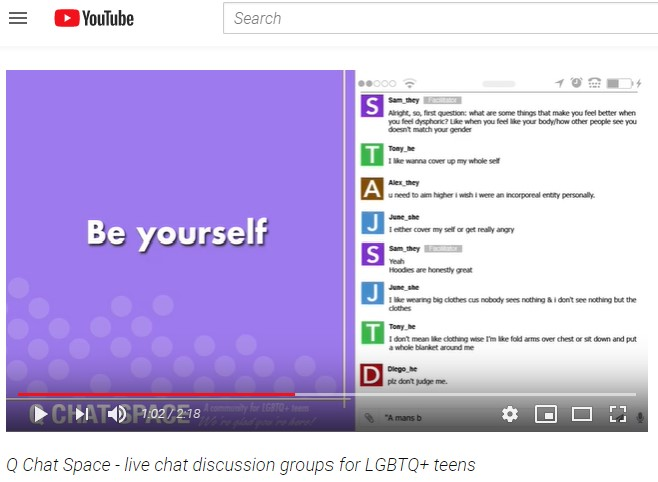 YouTube
Search
Be yourself
S
Sam_they Facilitator
Alright, so, first question: what are some things that make you feel better when
you feel dysphoric? Like when you feel like your body/how other people see you
doesn't match your gender
T
Tony_he
I like wanna cover up my whole self
A
Alex_they
u need to aim higher i wish i were an incorporeal entity personally.
J
June_she
I either cover my self or get really angry
S
Sam_they Facilitator
Yeah
Hoodies are honestly great
J
June_she
I like wearing big clothes cus nobody sees nothing & i don't see nothing but the
clothes
T
Tony_he
I don't mean like clothing wise I'm like fold arms over chest or sit down and put
a whole blanket around me
D
Diego_he
plz don't judge me.
"A mans b
Q CHAT SPACE
A community for LGBTQ+ teens
1:02 / 2:18
Q Chat Space - live chat discussion groups for LGBTQ+ teens